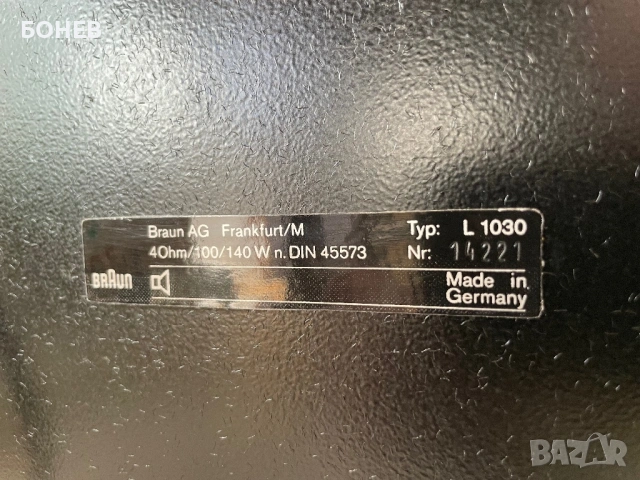 БОНЕВ
Braun AG Frankfurt/M Typ: L 1030
4Ohm/100/140 W n. DIN 45573 Nr: 14221
BRAUN Made in
Germany
BAZAR